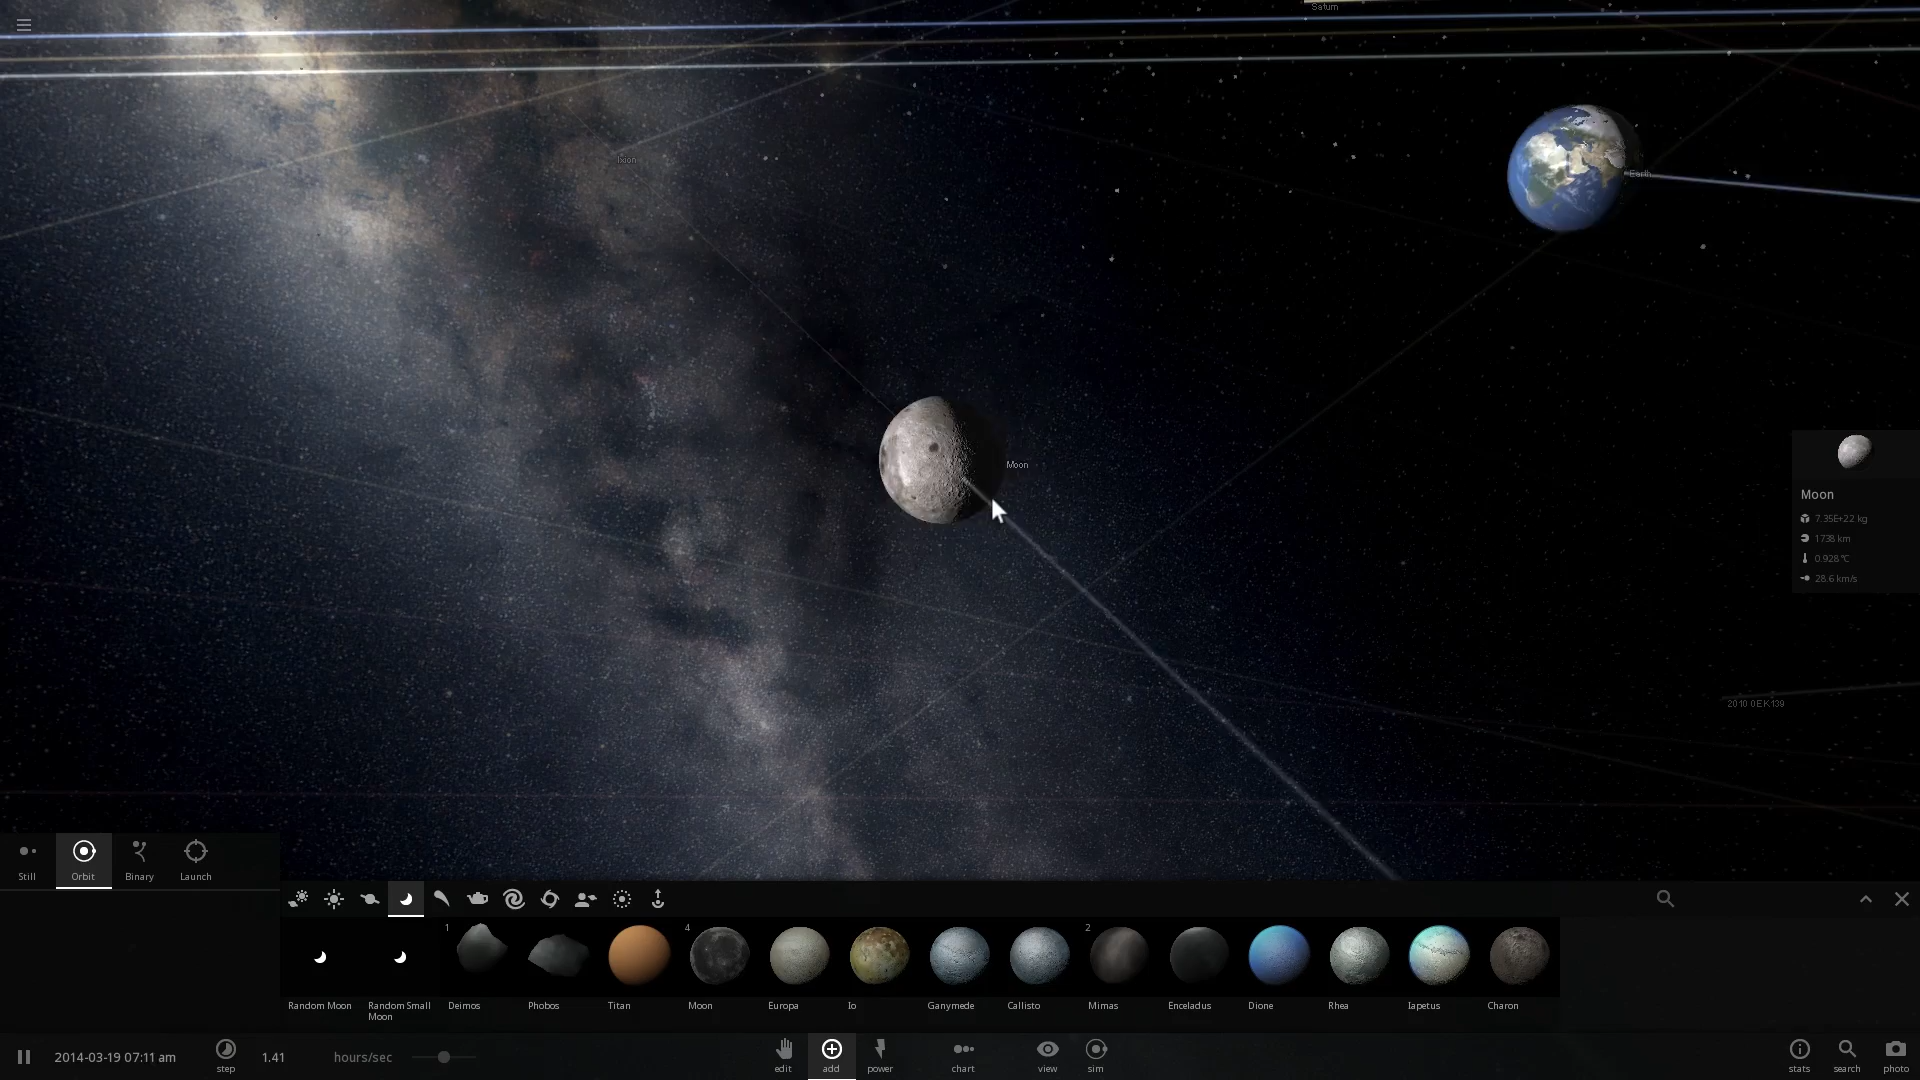 Saturn
Ixion
Earth
Moon
Moon
7.35E+22 kg
1738 km
0.928 °C
28.6 km/s
2010 OEK139
Still
Orbit
Binary
Launch
1
4
2
Random Moon
Random Small
Moon
Deimos
Phobos
Titan
Moon
Europa
Io
Ganymede
Callisto
Mimas
Enceladus
Dione
Rhea
Iapetus
Charon
2014-03-19 07:11 am
step
1.41
hours/sec
edit
add
power
chart
view
sim
stats
search
photo